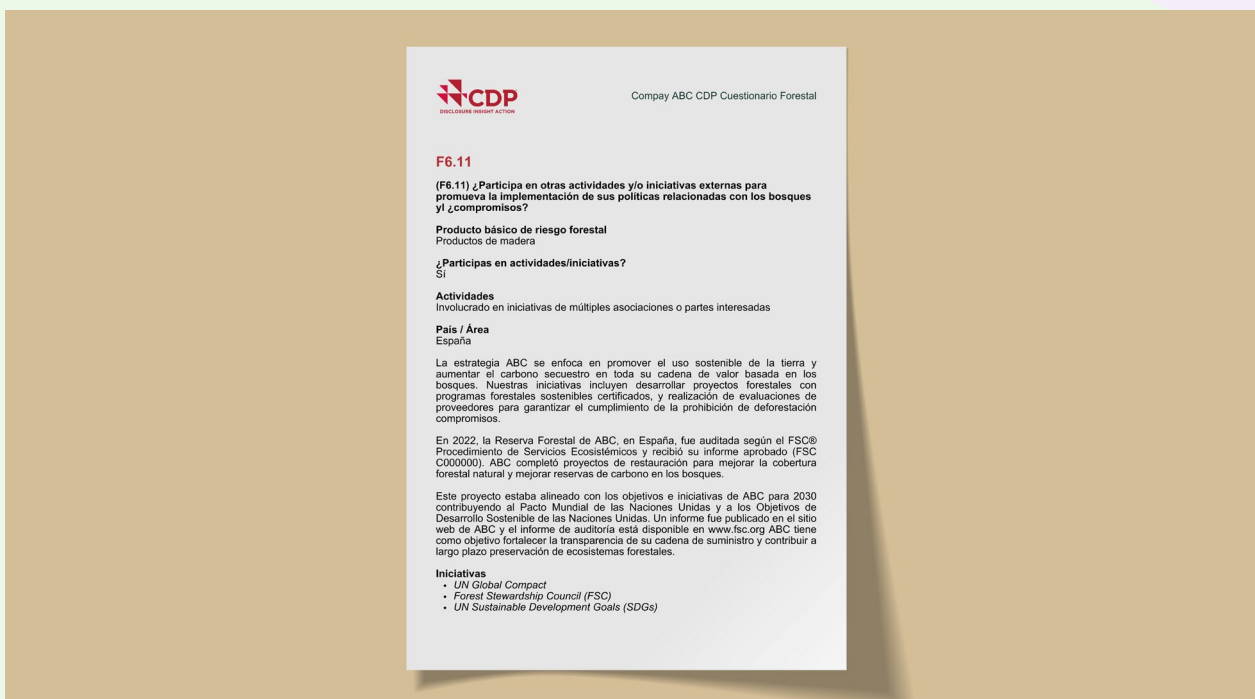 CDP
DISCLOSURE INSIGHT ACTION
Compay ABC CDP Cuestionario Forestal
F6.11
(F6.11) ¿Participa en otras actividades y/o iniciativas externas para
promueva la implementación de sus políticas relacionadas con los bosques
yl ¿compromisos?
Producto básico de riesgo forestal
Productos de madera
¿Participas en actividades/iniciativas?
Sí
Actividades
Involucrado en iniciativas de múltiples asociaciones o partes interesadas
País / Área
España
La estrategia ABC se enfoca en promover el uso sostenible de la tierra y
aumentar el carbono secuestro en toda su cadena de valor basada en los
bosques. Nuestras iniciativas incluyen desarrollar proyectos forestales con
programas forestales sostenibles certificados, y realización de evaluaciones de
proveedores para garantizar el cumplimiento de la prohibición de deforestación
compromisos.
En 2022, la Reserva Forestal de ABC, en España, fue auditada según el FSC®
Procedimiento de Servicios Ecosistémicos y recibió su informe aprobado (FSC
C000000). ABC completó proyectos de restauración para mejorar la cobertura
forestal natural y mejorar reservas de carbono en los bosques.
Este proyecto estaba alineado con los objetivos e iniciativas de ABC para 2030
contribuyendo al Pacto Mundial de las Naciones Unidas y a los Objetivos de
Desarrollo Sostenible de las Naciones Unidas. Un informe fue publicado en el sitio
web de ABC y el informe de auditoría está disponible en www.fsc.org ABC tiene
como objetivo fortalecer la transparencia de su cadena de suministro y contribuir a
largo plazo preservación de ecosistemas forestales.
Iniciativas
• UN Global Compact
• Forest Stewardship Council (FSC)
• UN Sustainable Development Goals (SDGs)